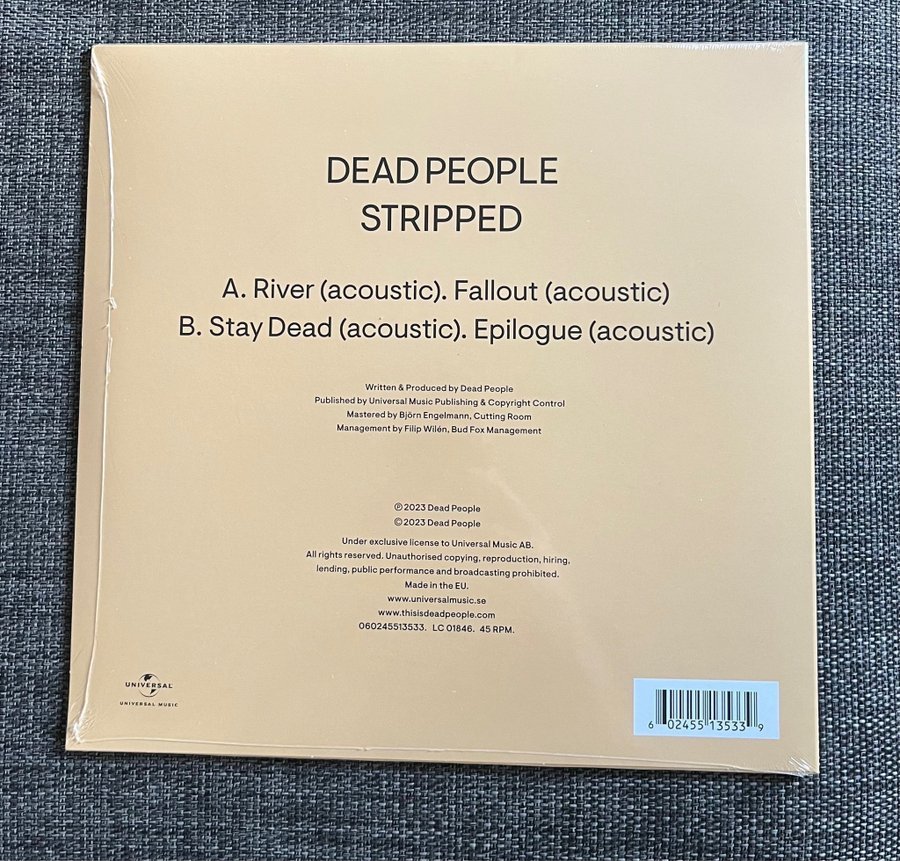 DEAD PEOPLE
STRIPPED
A. River (acoustic). Fallout (acoustic)
B. Stay Dead (acoustic). Epilogue (acoustic)
Written & Produced by Dead People
Published by Universal Music Publishing & Copyright Control
Mastered by Björn Engelmann, Cutting Room
Management by Filip Wilén, Bud Fox Management
℗ 2023 Dead People
© 2023 Dead People
Under exclusive license to Universal Music AB.
All rights reserved. Unauthorised copying, reproduction, hiring,
lending, public performance and broadcasting prohibited.
Made in the EU.
www.universalmusic.se
www.thisisdeadpeople.com
060245513533. LC 01846. 45 RPM.
UNIVERSAL
UNIVERSAL MUSIC
6 02455 13533 9